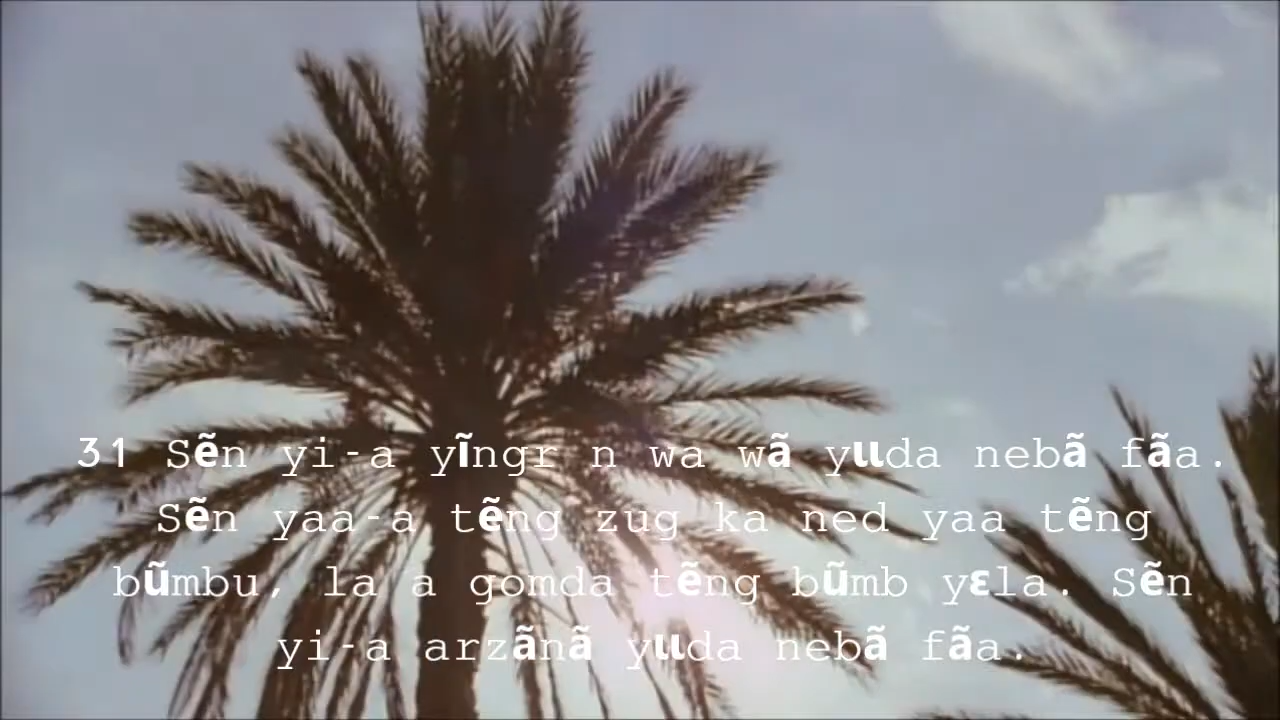 31 Sẽn yi-a yĩngr n wa wã yɩɩda nebã fãa.
Sẽn yaa-a tẽng zug ka ned yaa tẽng
bũmbu, la a gomda tẽng bũmb yɛla. Sẽn
yi-a arzãnã yɩɩda nebã fãa.